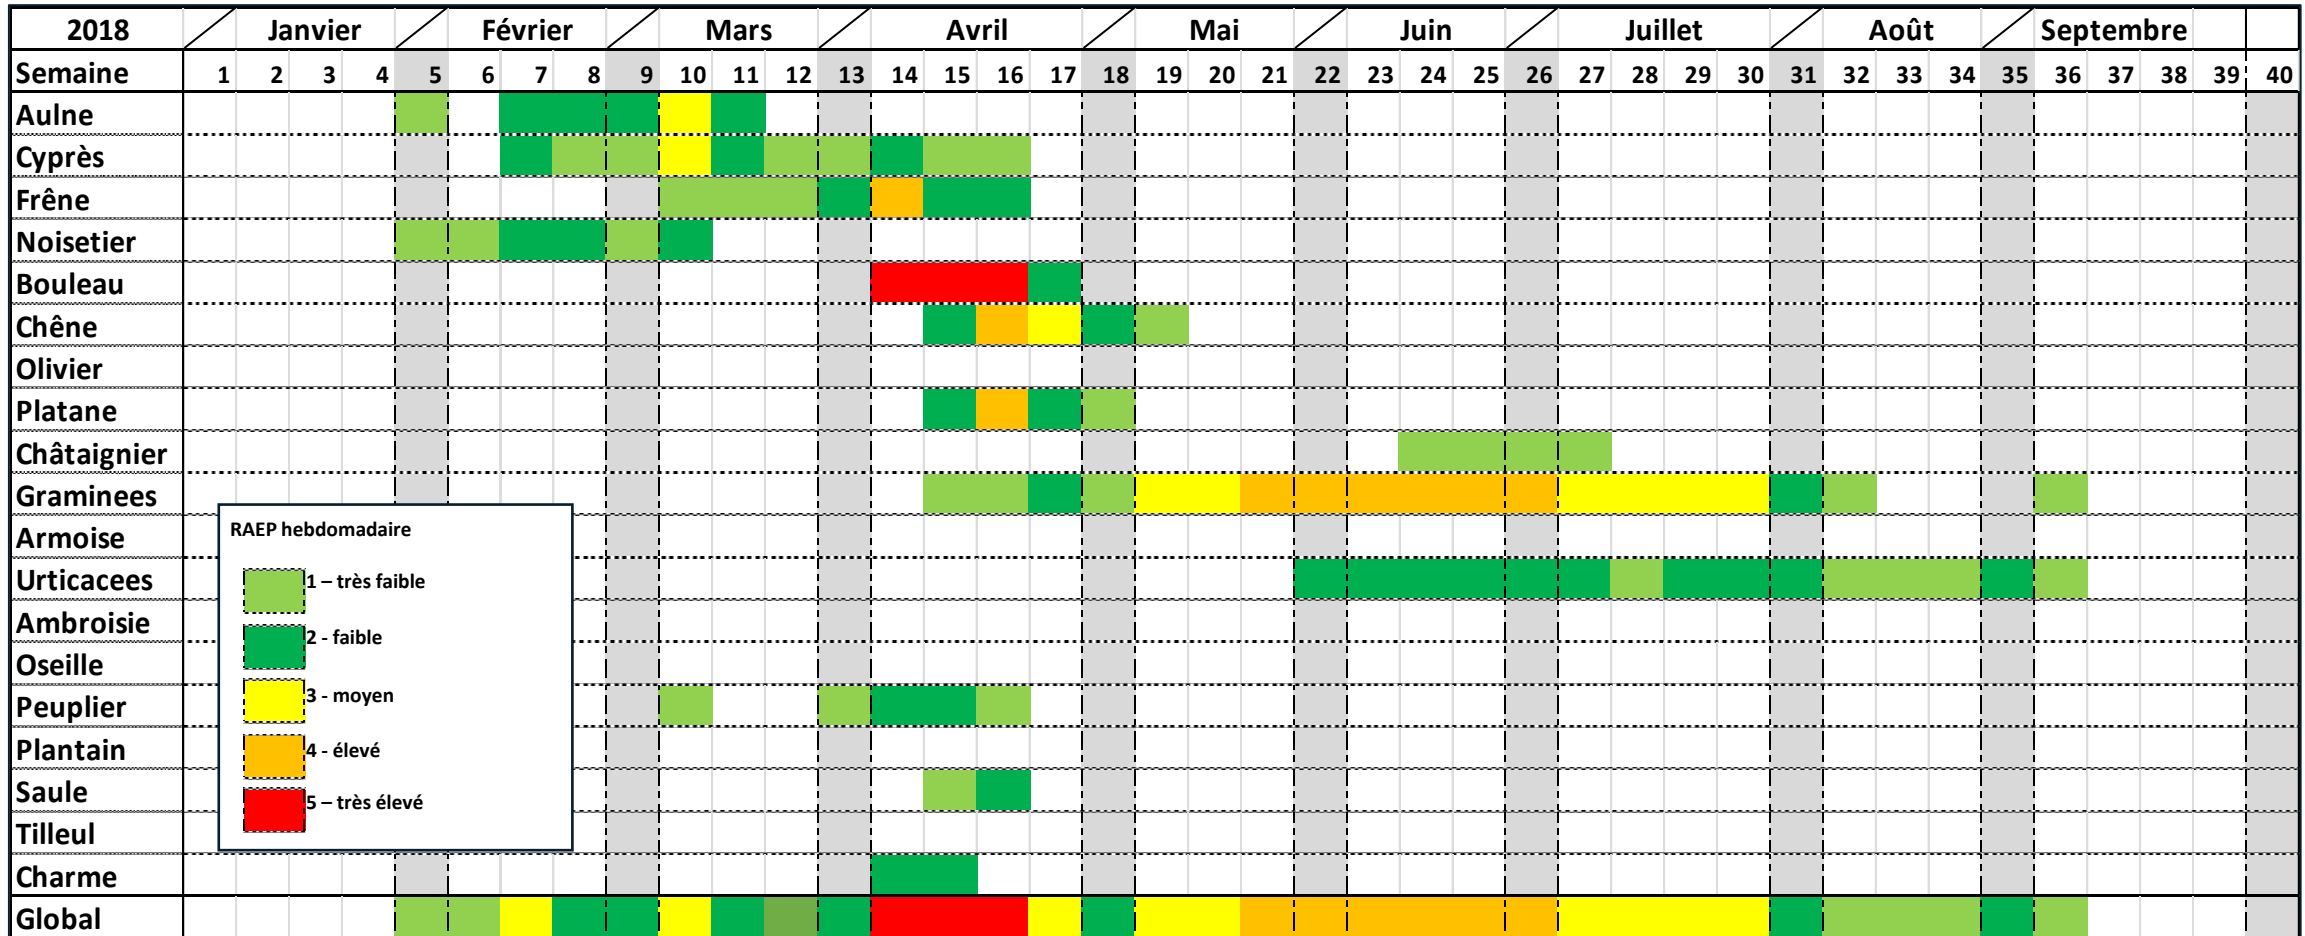 2018 Janvier Février Mars Avril Mai Juin Juillet Août Septembre
Semaine 1 2 3 4 5 6 7 8 9 10 11 12 13 14 15 16 17 18 19 20 21 22 23 24 25 26 27 28 29 30 31 32 33 34 35 36 37 38 39 40
Aulne
Cyprès
Frêne
Noisetier
Bouleau
Chêne
Olivier
Platane
Châtaignier
Graminees
Armoise
Urticacees
Ambroisie
Oseille
Peuplier
Plantain
Saule
Tilleul
Charme
Global
RAEP hebdomadaire
1 – très faible
2 - faible
3 - moyen
4 - élevé
5 – très élevé